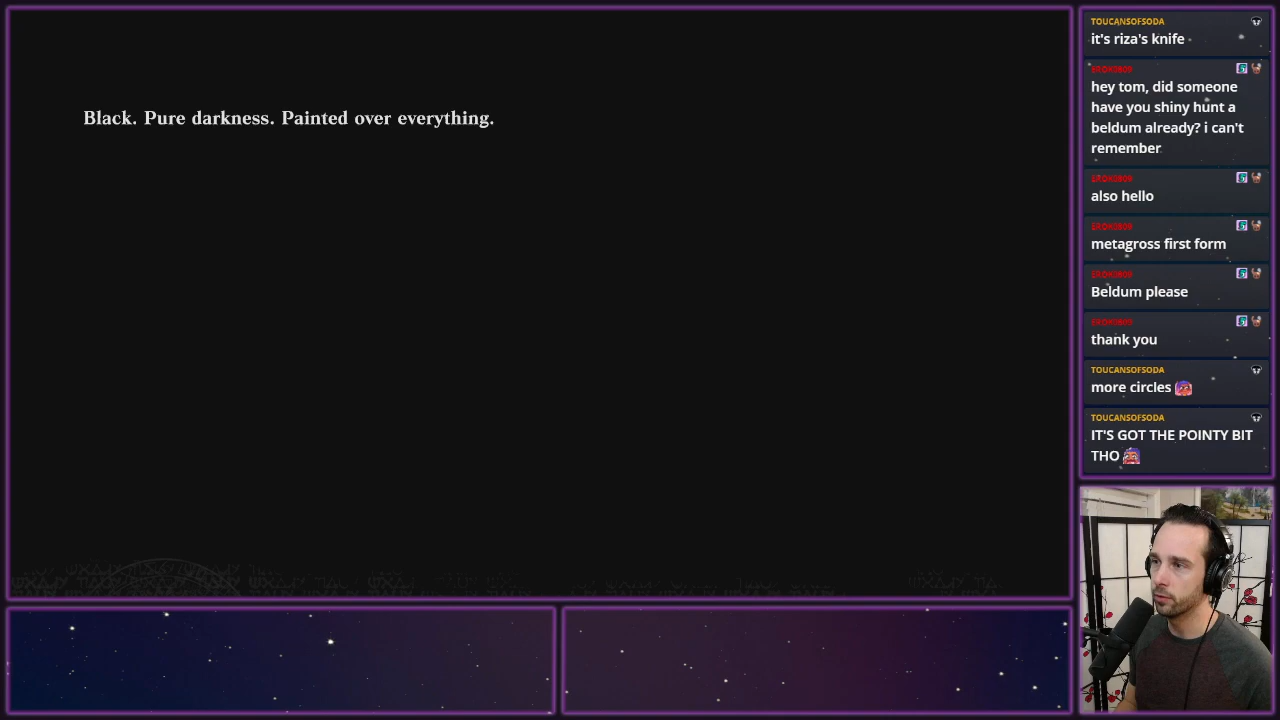 Black. Pure darkness. Painted over everything.
TOUCANSOFSODA
it's riza's knife
hey tom, did someone
have you shiny hunt a
beldum already? i can't
remember
also hello
metagross first form
Beldum please
thank you
TOUCANSOFSODA
more circles
TOUCANSOFSODA
IT'S GOT THE POINTY BIT
THO